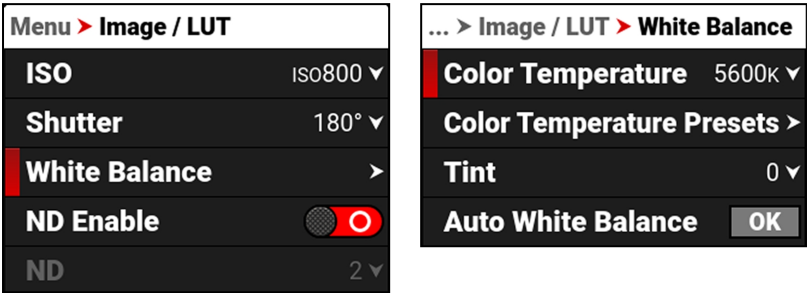 Menu ➤ Image / LUT
ISO ISO800
Shutter 180°
White Balance
ND Enable
ND 2
... ➤ Image / LUT ➤ White Balance
Color Temperature 5600K
Color Temperature Presets
Tint 0
Auto White Balance OK